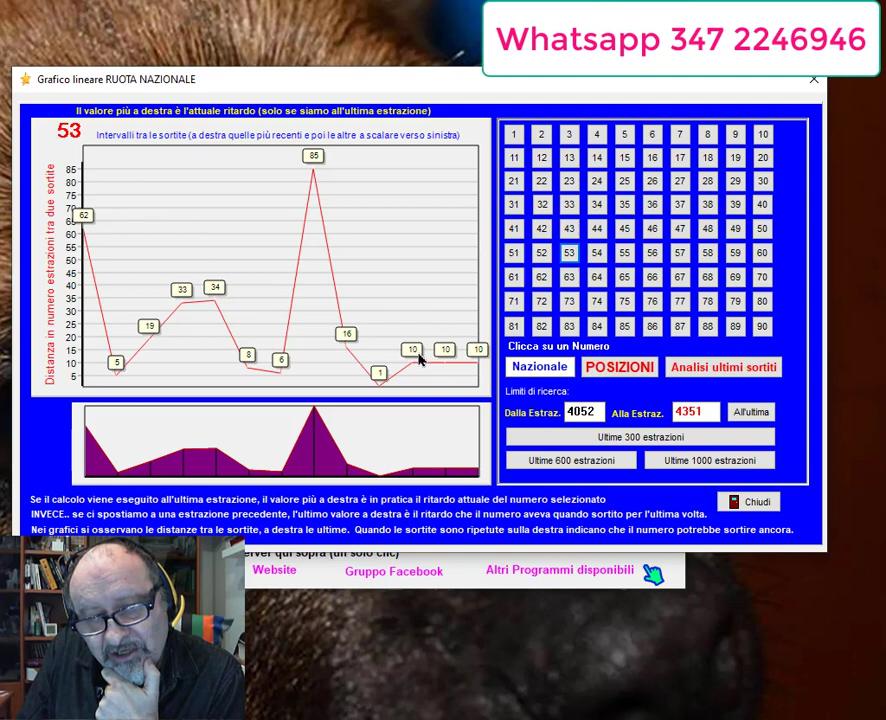 Whatsapp 347 2246946
Grafico lineare RUOTA NAZIONALE
Il valore più a destra è l'attuale ritardo (solo se siamo all'ultima estrazione)
53
Intervalli tra le sortite (a destra quelle più recenti e poi le altre a scalare verso sinistra)
Distanza in numero estrazioni tra due sortite
85
80
75
70
65
60
55
50
45
40
35
30
25
20
15
10
5
62
5
19
33
34
8
6
85
16
1
10
10
10
1 2 3 4 5 6 7 8 9 10
11 12 13 14 15 16 17 18 19 20
21 22 23 24 25 26 27 28 29 30
31 32 33 34 35 36 37 38 39 40
41 42 43 44 45 46 47 48 49 50
51 52 53 54 55 56 57 58 59 60
61 62 63 64 65 66 67 68 69 70
71 72 73 74 75 76 77 78 79 80
81 82 83 84 85 86 87 88 89 90
Clicca su un Numero
Nazionale POSIZIONI Analisi ultimi sortiti
Limiti di ricerca:
Dalla Estraz. 4052 Alla Estraz. 4351 All'ultima
Ultime 300 estrazioni
Ultime 600 estrazioni Ultime 1000 estrazioni
Se il calcolo viene eseguito all'ultima estrazione, il valore più a destra è in pratica il ritardo attuale del numero selezionato
Chiudi
INVECE.. se ci spostiamo a una estrazione precedente, l'ultimo valore a destra è il ritardo che il numero aveva quando sortito per l'ultima volta.
Nei grafici si osservano le distanze tra le sortite, a destra le ultime. Quando le sortite sono ripetute sulla destra indicano che il numero potrebbe sortire ancora.
erver qui sopra (un solo clic)
Website Gruppo Facebook Altri Programmi disponibili